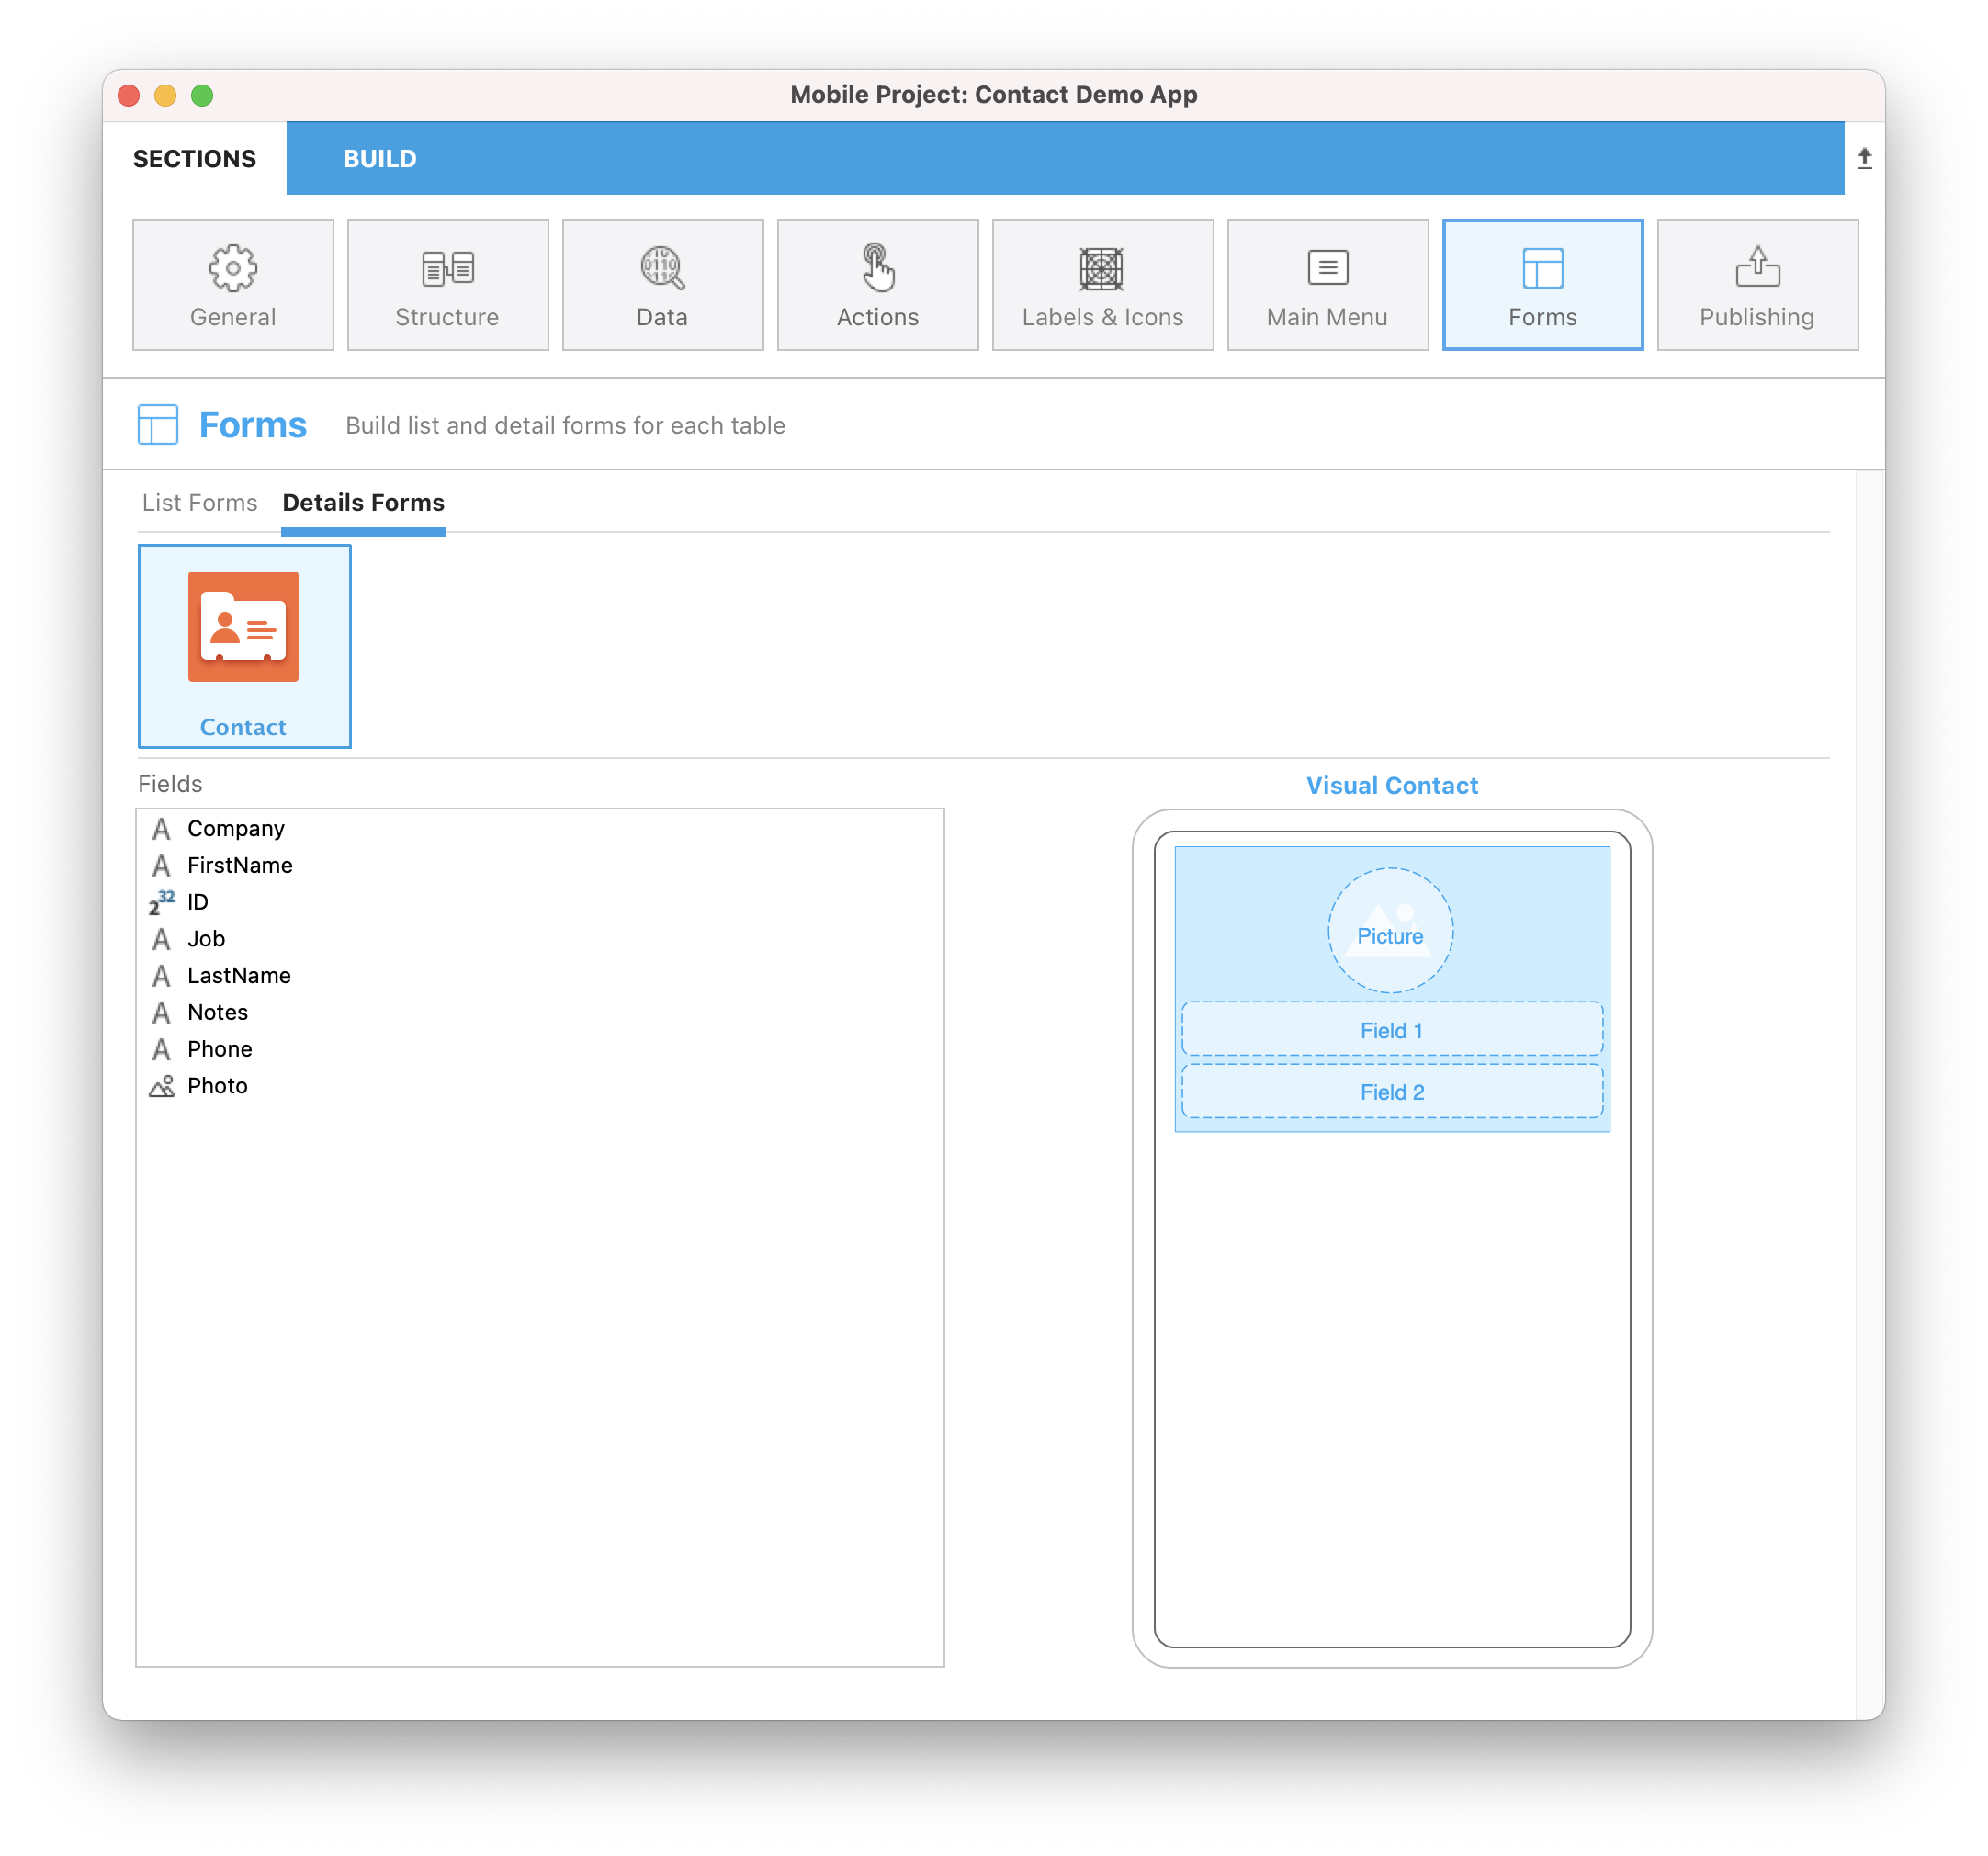 Mobile Project: Contact Demo App
SECTIONS BUILD
General Structure Data Actions Labels & Icons Main Menu Forms Publishing
Forms Build list and detail forms for each table
List Forms Details Forms
Contact
Fields
Company
FirstName
2 32 ID
Job
LastName
Notes
Phone
Photo
Visual Contact
Picture
Field 1
Field 2